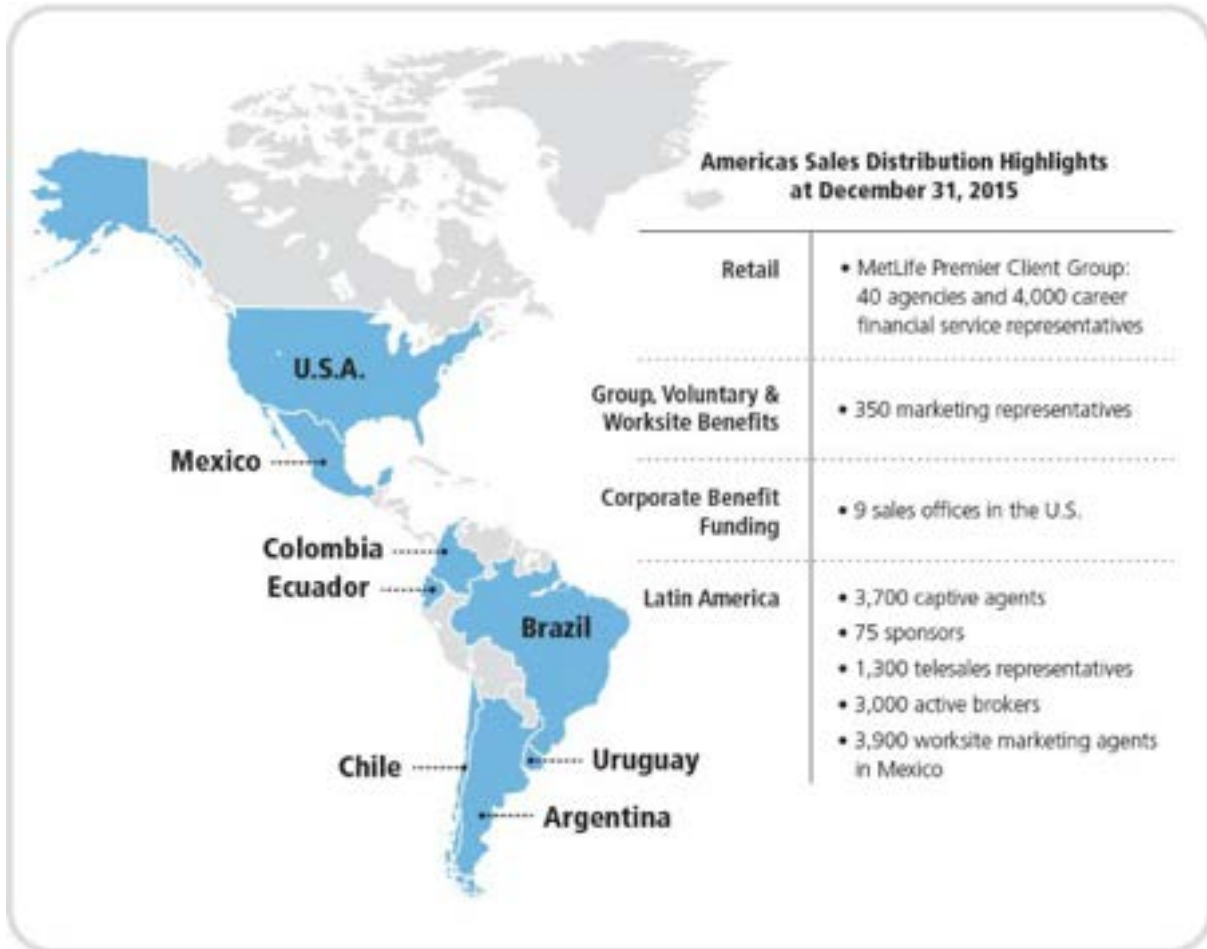 Americas Sales Distribution Highlights
at December 31, 2015
Retail
• MetLife Premier Client Group:
40 agencies and 4,000 career
financial service representatives
Group, Voluntary &
Worksite Benefits
• 350 marketing representatives
Corporate Benefit
Funding
• 9 sales offices in the U.S.
Latin America
• 3,700 captive agents
• 75 sponsors
• 1,300 telesales representatives
• 3,000 active brokers
• 3,900 worksite marketing agents
in Mexico
U.S.A.
Mexico
Colombia
Ecuador
Brazil
Chile
Uruguay
Argentina